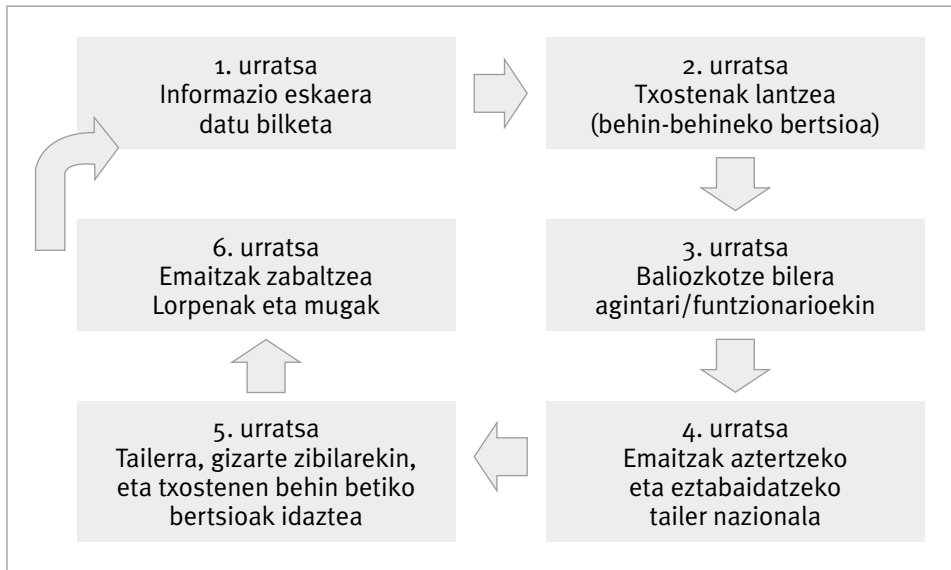 1. urratsa
Informazio eskaera
datu bilketa
2. urratsa
Txostenak lantzea
(behin-behineko bertsioa)
3. urratsa
Baliozkotze bilera
agintari/funtzionarioekin
4. urratsa
Emaitzak aztertzeko
eta eztabaidatzeko
tailer nazionala
5. urratsa
Tailerra, gizarte zibilarekin,
eta txostenen behin betiko
bertsioak idaztea
6. urratsa
Emaitzak zabaltzea
Lorpenak eta mugak